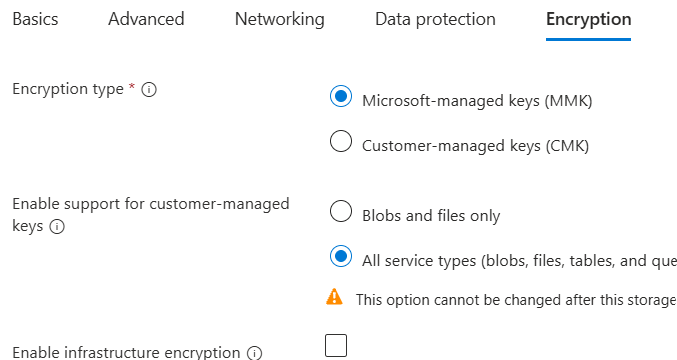 Basics Advanced Networking Data protection Encryption
Encryption type *
Microsoft-managed keys (MMK)
Customer-managed keys (CMK)
Enable support for customer-managed
keys
Blobs and files only
All service types (blobs, files, tables, and que
This option cannot be changed after this storage
Enable infrastructure encryption